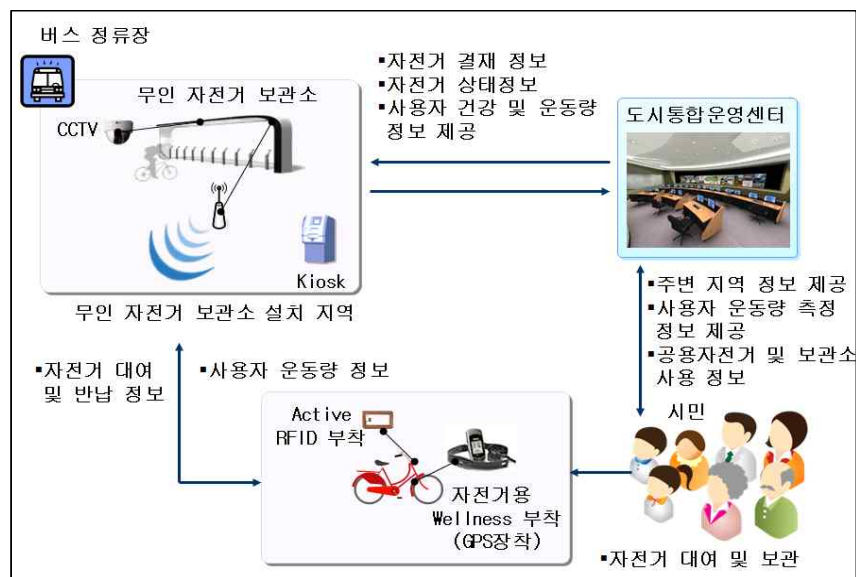 버스 정류장
무인 자전거 보관소
CCTV
Kiosk
무인 자전거 보관소 설치 지역
▪자전거 결재 정보
▪자전거 상태정보
▪사용자 건강 및 운동량
정보 제공
도시통합운영센터
▪주변 지역 정보 제공
▪사용자 운동량 측정
정보 제공
▪공용자전거 및 보관소
사용 정보
▪자전거 대여
및 반납 정보
▪사용자 운동량 정보
Active
RFID 부착
자전거용
Wellness 부착
(GPS장착)
시민
▪자전거 대여 및 보관